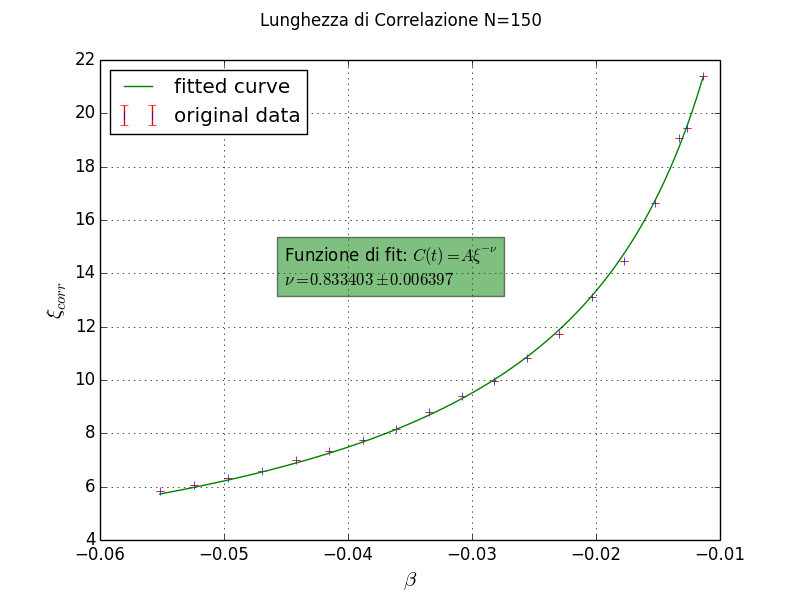 Lunghezza di Correlazione N=150
22
20
18
16
14
12
10
8
6
4
ξcorr
fitted curve
original data
Funzione di fit: C(t)=Aξ^−ν
ν=0.833403±0.006397
−0.06 −0.05 −0.04 −0.03 −0.02 −0.01
β